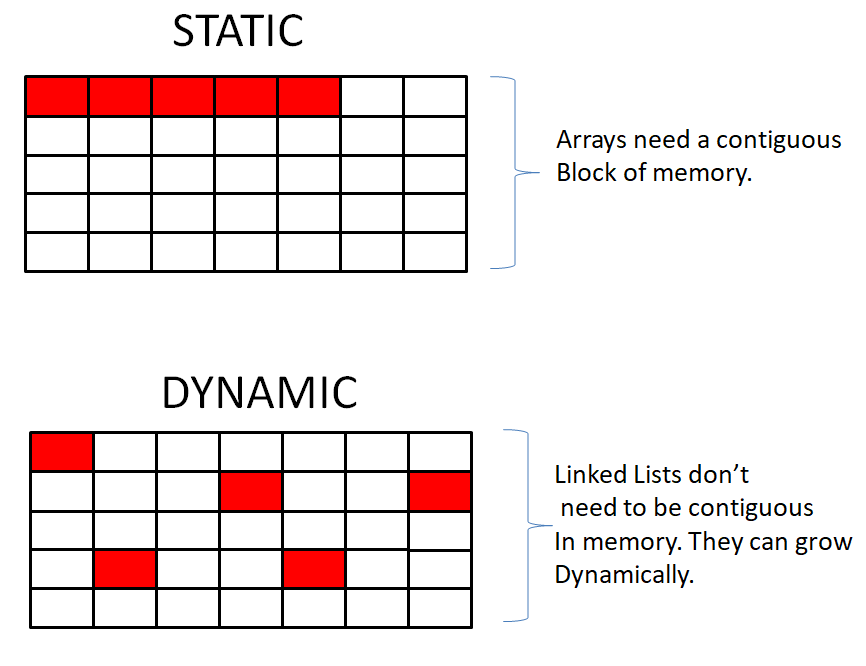 STATIC
Arrays need a contiguous
Block of memory.
DYNAMIC
Linked Lists don’t
need to be contiguous
In memory. They can grow
Dynamically.